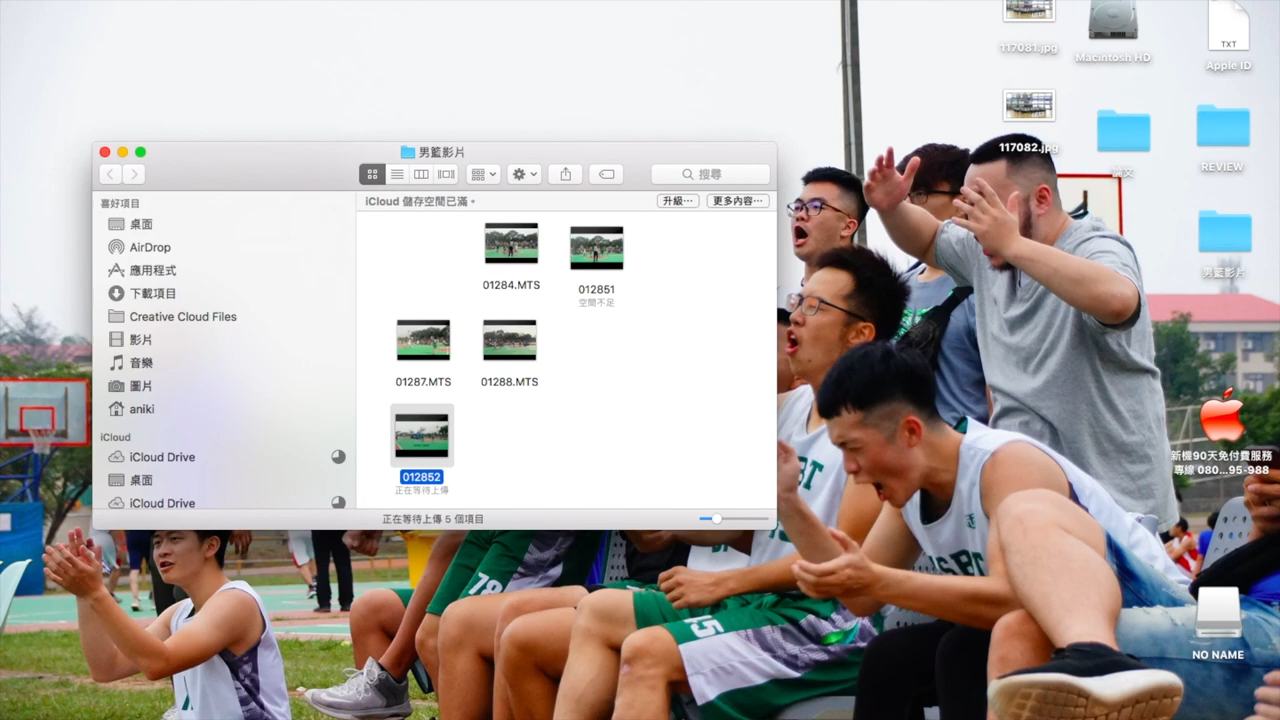 117081.jpg
Macintosh HD
TXT
Apple ID
117082.jpg
論文
REVIEW
男籃影片
新機90天免付費服務
專線 080...95-988
NO NAME
男籃影片
搜尋
喜好項目
桌面
AirDrop
應用程式
下載項目
Creative Cloud Files
影片
音樂
圖片
aniki
iCloud
iCloud Drive
桌面
iCloud Drive
iCloud 儲存空間已滿。
升級…
更多內容…
01284.MTS
012851
空間不足
01287.MTS
01288.MTS
012852
正在等待上傳
正在等待上傳 5 個項目
78